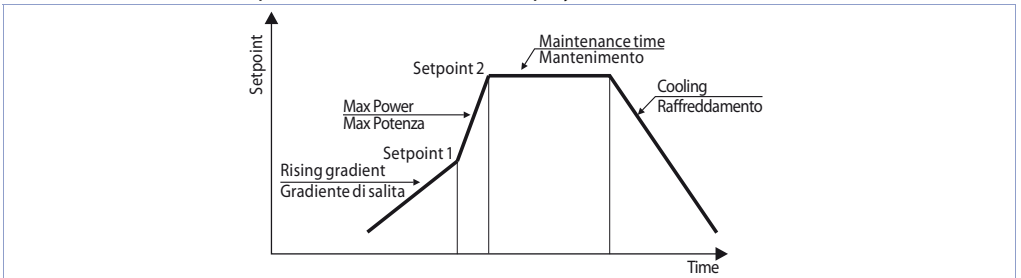 Setpoint
Maintenance time
Mantenimento
Setpoint 2
Cooling
Raffreddamento
Max Power
Max Potenza
Setpoint 1
Rising gradient
Gradiente di salita
Time